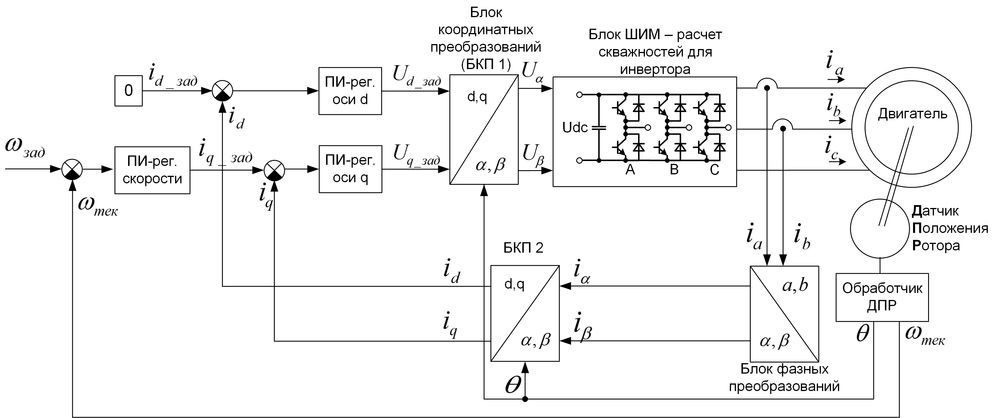 Блок
координатных
преобразований
(БКП 1)
Блок ШИМ – расчет
скважностей для
инвертора
0
i_d_зад
i_d
ПИ-рег.
оси d
U_d_зад
d,q
α, β
U_α
U_β
Udc
A B C
i_a
i_b
i_c
Двигатель
ω_зад
ω_тек
ПИ-рег.
скорости
i_q_зад
i_q
ПИ-рег.
оси q
U_q_зад
Датчик
Положения
Ротора
i_a i_b
БКП 2
i_d
i_q
d,q
α, β
i_α
i_β
a,b
α, β
Обработчик
ДПР
θ ω_тек
θ
Блок фазных
преобразований